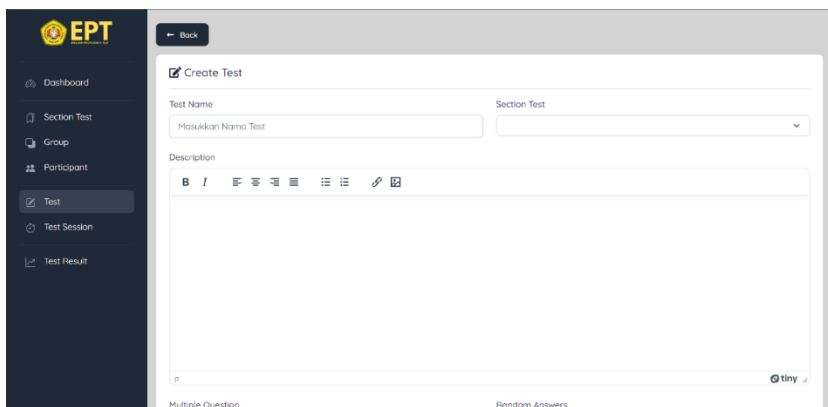 EPT
Dashboard
Section Test
Group
Participant
Test
Test Session
Test Result
← Back
Create Test
Test Name
Masukkan Nama Test
Section Test
Description
B I
P
tiny
Multiple Question
Random Answers